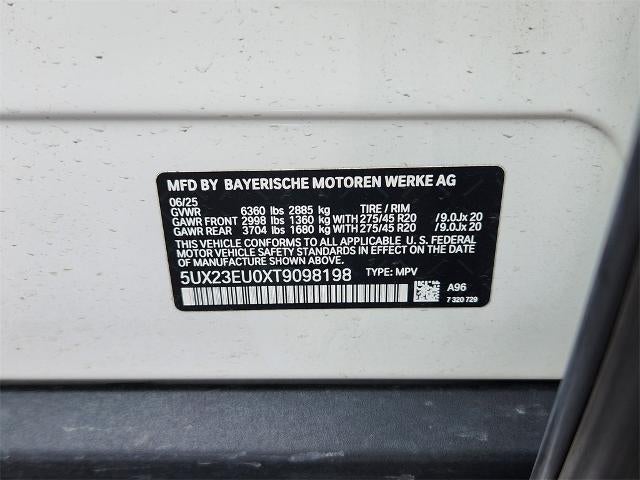 MFD BY BAYERISCHE MOTOREN WERKE AG
06/25
GVWR 6360 lbs 2885 kg TIRE / RIM
GAWR FRONT 2998 lbs 1360 kg WITH 275/45 R20 /9.0Jx 20
GAWR REAR 3704 lbs 1680 kg WITH 275/45 R20 /9.0Jx 20
THIS VEHICLE CONFORMS TO ALL APPLICABLE U. S. FEDERAL
MOTOR VEHICLE SAFETY STANDARDS IN EFFECT ON THE DATE
OF MANUFACTURE SHOWN ABOVE.
5UX23EU0XT9098198 TYPE: MPV
A96
7 320 729